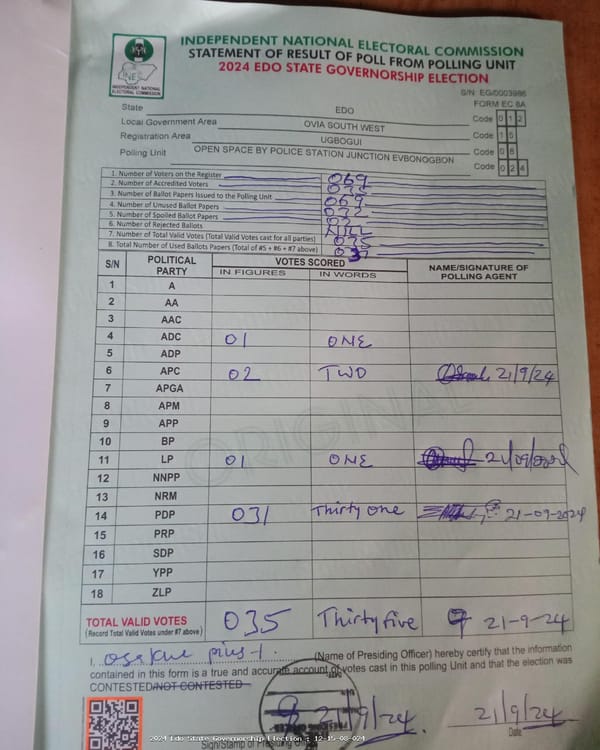 INDEPENDENT NATIONAL ELECTORAL COMMISSION
STATEMENT OF RESULT OF POLL FROM POLLING UNIT
2024 EDO STATE GOVERNORSHIP ELECTION
INEC
INDEPENDENT NATIONAL ELECTORAL COMMISSION
S/N: EG/0003986
FORM EC 8A
State EDO Code 0 1 2
Local Government Area OVIA SOUTH WEST Code 1 5
Registration Area UGBOGUI Code 0 6
Polling Unit OPEN SPACE BY POLICE STATION JUNCTION EVBONOGBON Code 0 2 4
1. Number of Voters on the Register 069
2. Number of Accredited Voters
3. Number of Ballot Papers Issued to the Polling Unit 069
4. Number of Unused Ballot Papers 032
5. Number of Spoiled Ballot Papers 02
6. Number of Rejected Ballots NILL
7. Number of Total Valid Votes (Total Valid Votes cast for all parties) 035
8. Total Number of Used Ballots Papers (Total of #5 + #6 + #7 above) 037
S/N POLITICAL PARTY VOTES SCORED NAME/SIGNATURE OF POLLING AGENT
IN FIGURES IN WORDS
1 A
2 AA
3 AAC
4 ADC 01 ONE
5 ADP
6 APC 02 TWO 21/9/24
7 APGA
8 APM
9 APP
10 BP
11 LP 01 ONE
12 NNPP
13 NRM
14 PDP 031 Thirty one 21-09-2024
15 PRP
16 SDP
17 YPP
18 ZLP
ORIGINAL
TOTAL VALID VOTES 035 Thirty five 21-9-24
(Record Total Valid Votes under #7 above)
I, Osakue pius-I (Name of Presiding Officer) hereby certify that the information
contained in this form is a true and accurate account of votes cast in this polling Unit and that the election was
CONTESTED/NOT CONTESTED
21/9/24. 21/9/24
Date
Sign/Stamp of Presiding Officer
2024 Edo State Governorship Election - 12-15-08-024